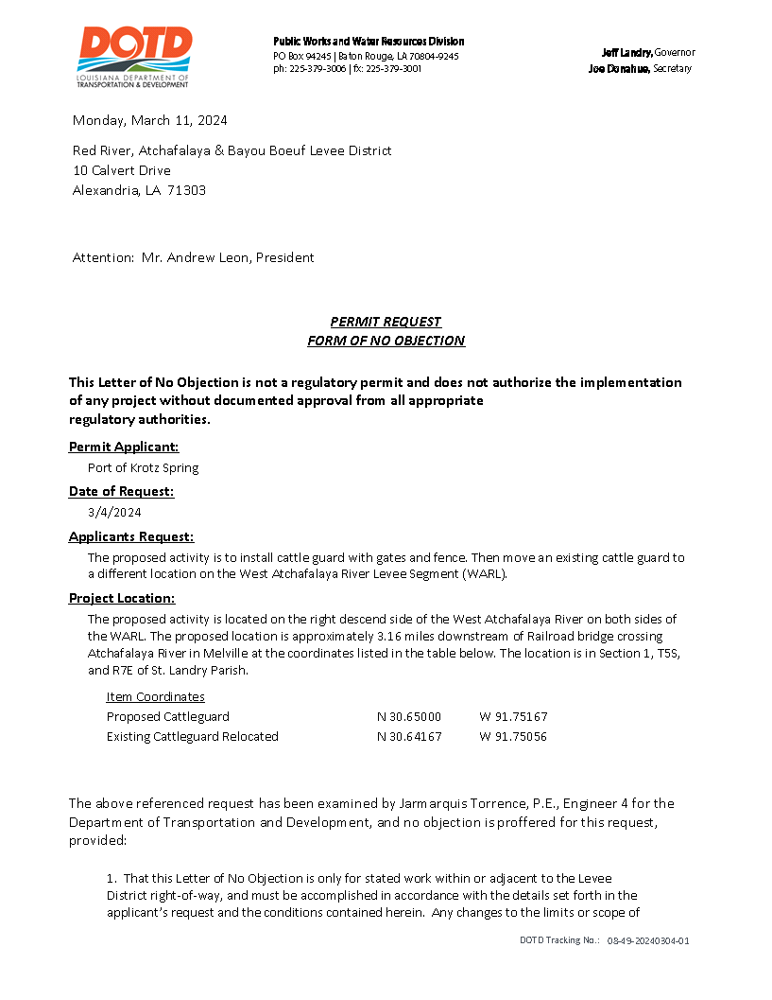 DOTD
LOUISIANA DEPARTMENT OF
TRANSPORTATION & DEVELOPMENT
Public Works and Water Resources Division
PO Box 94245 | Baton Rouge, LA 70804-9245
ph: 225-379-3006 | fx: 225-379-3001
Jeff Landry, Governor
Joe Donahue, Secretary
Monday, March 11, 2024
Red River, Atchafalaya & Bayou Boeuf Levee District
10 Calvert Drive
Alexandria, LA  71303
Attention:  Mr. Andrew Leon, President
PERMIT REQUEST
FORM OF NO OBJECTION
This Letter of No Objection is not a regulatory permit and does not authorize the implementation
of any project without documented approval from all appropriate
regulatory authorities.
Permit Applicant:
Port of Krotz Spring
Date of Request:
3/4/2024
Applicants Request:
The proposed activity is to install cattle guard with gates and fence. Then move an existing cattle guard to
a different location on the West Atchafalaya River Levee Segment (WARL).
Project Location:
The proposed activity is located on the right descend side of the West Atchafalaya River on both sides of
the WARL. The proposed location is approximately 3.16 miles downstream of Railroad bridge crossing
Atchafalaya River in Melville at the coordinates listed in the table below. The location is in Section 1, T5S,
and R7E of St. Landry Parish.
Item Coordinates
Proposed Cattleguard N 30.65000 W 91.75167
Existing Cattleguard Relocated N 30.64167 W 91.75056
The above referenced request has been examined by Jarmarquis Torrence, P.E., Engineer 4 for the
Department of Transportation and Development, and no objection is proffered for this request,
provided:
1.  That this Letter of No Objection is only for stated work within or adjacent to the Levee
District right-of-way, and must be accomplished in accordance with the details set forth in the
applicant's request and the conditions contained herein.  Any changes to the limits or scope of
DOTD Tracking No.: 08-49-20240304-01